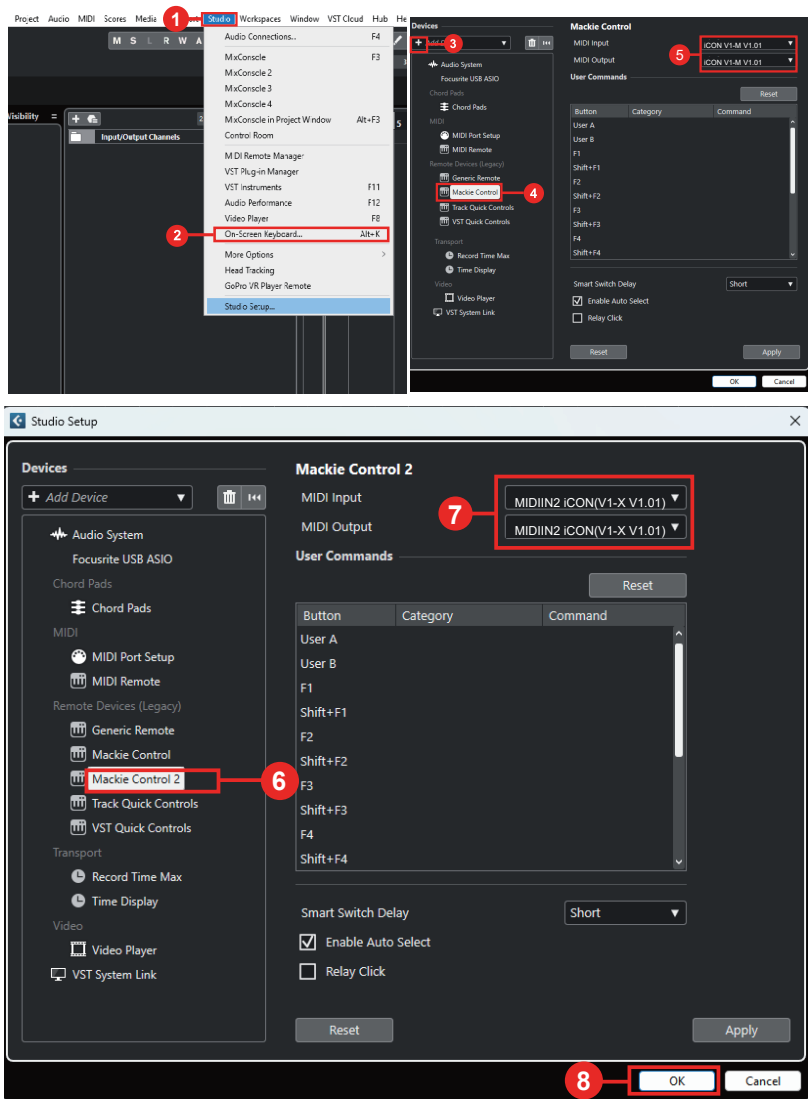 Project Audio MIDI Scores Media 1 Studio Workspaces Window VST Cloud Hub He
M S L R W A
Audio Connections... F4
MixConsole F3
MixConsole 2
MixConsole 3
MixConsole 4
MixConsole in Project Window Alt+F3
Control Room
MIDI Remote Manager
VST Plug-in Manager
VST Instruments F11
Audio Performance F12
Video Player F8
2 On-Screen Keyboard... Alt+K
More Options >
Head Tracking
GoPro VR Player Remote
Studio Setup...
Visibility
Input/Output Channels
2
5
Devices
+ Add 3
Audio System
Focusrite USB ASIO
Chord Pads
Chord Pads
MIDI
MIDI Port Setup
MIDI Remote
Remote Devices (Legacy)
Generic Remote
Mackie Control 4
Track Quick Controls
VST Quick Controls
Transport
Record Time Max
Time Display
Video
Video Player
VST System Link
Mackie Control
MIDI Input iCON V1-M V1.01
5
MIDI Output iCON V1-M V1.01
User Commands
Reset
Button Category Command
User A
User B
F1
Shift+F1
F2
Shift+F2
F3
Shift+F3
F4
Shift+F4
Smart Switch Delay Short
Enable Auto Select
Relay Click
Reset Apply
OK Cancel
Studio Setup
Devices
+ Add Device
Audio System
Focusrite USB ASIO
Chord Pads
Chord Pads
MIDI
MIDI Port Setup
MIDI Remote
Remote Devices (Legacy)
Generic Remote
Mackie Control
Mackie Control 2 6
Track Quick Controls
VST Quick Controls
Transport
Record Time Max
Time Display
Video
Video Player
VST System Link
Mackie Control 2
MIDI Input MIDIIN2 iCON(V1-X V1.01)
7
MIDI Output MIDIIN2 iCON(V1-X V1.01)
User Commands
Reset
Button Category Command
User A
User B
F1
Shift+F1
F2
Shift+F2
F3
Shift+F3
F4
Shift+F4
Smart Switch Delay Short
Enable Auto Select
Relay Click
Reset Apply
8 OK Cancel